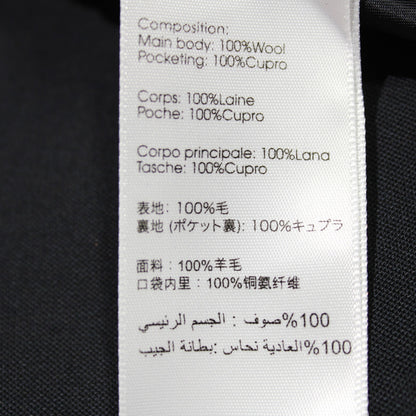 Composition:
Main body: 100%Wool
Pocketing: 100%Cupro
Corps: 100%Laine
Poche: 100%Cupro
Corpo principale: 100%Lana
Tasche: 100%Cupro
表地: 100%毛
裏地 (ポケット裏): 100%キュプラ
面料: 100%羊毛
口袋内里: 100%铜氨纤维
100%صوف : الجسم الرئيسي
100%العادية نحاس: بطانة الجيب